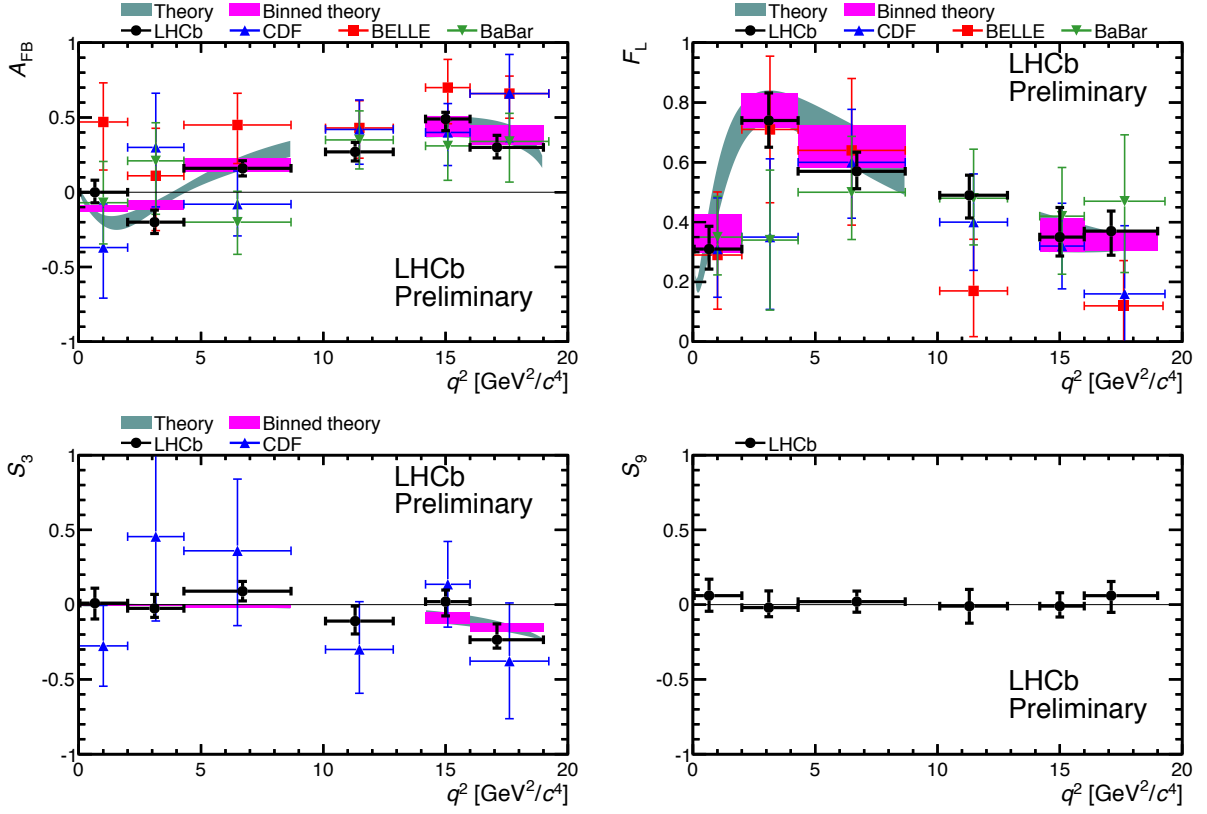 Theory Binned theory
LHCb CDF BELLE BaBar
A_FB
1
0.5
0
-0.5
-1
LHCb
Preliminary
0 5 10 15 20
q² [GeV²/c⁴]
Theory Binned theory
LHCb CDF BELLE BaBar
F_L
1
0.8
0.6
0.4
0.2
0
LHCb
Preliminary
0 5 10 15 20
q² [GeV²/c⁴]
Theory Binned theory
LHCb CDF
S_3
1
0.5
0
-0.5
-1
LHCb
Preliminary
0 5 10 15 20
q² [GeV²/c⁴]
LHCb
S_9
1
0.5
0
-0.5
-1
LHCb
Preliminary
0 5 10 15 20
q² [GeV²/c⁴]